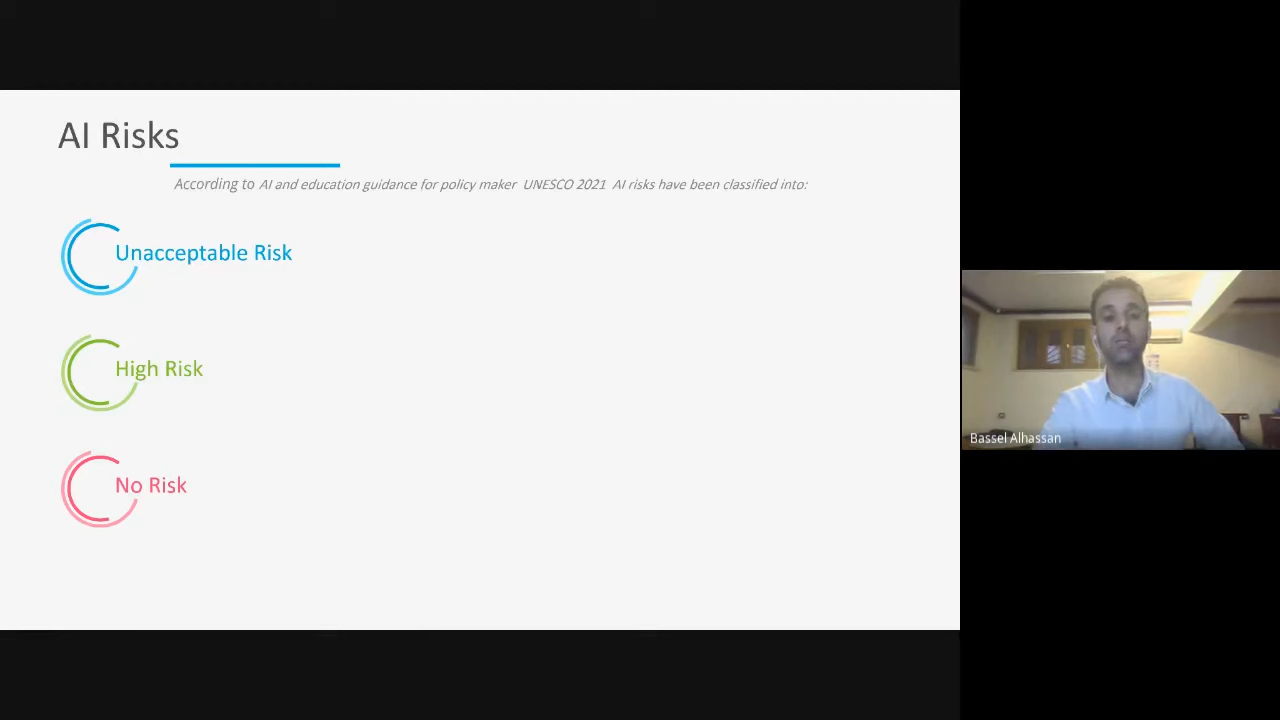 AI Risks
According to AI and education guidance for policy maker UNESCO 2021 AI risks have been classified into:
Unacceptable Risk
High Risk
No Risk
Bassel Alhassan